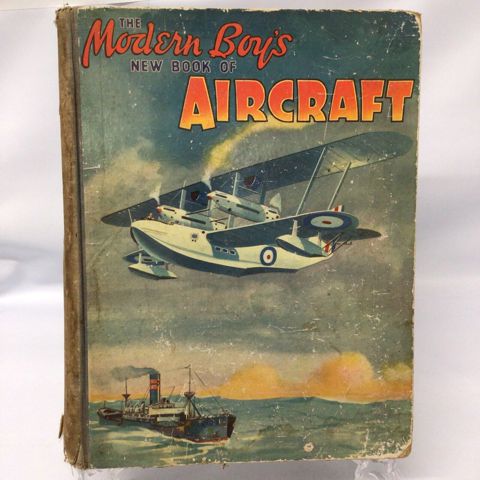 THE
Modern Boy's
NEW BOOK OF
AIRCRAFT